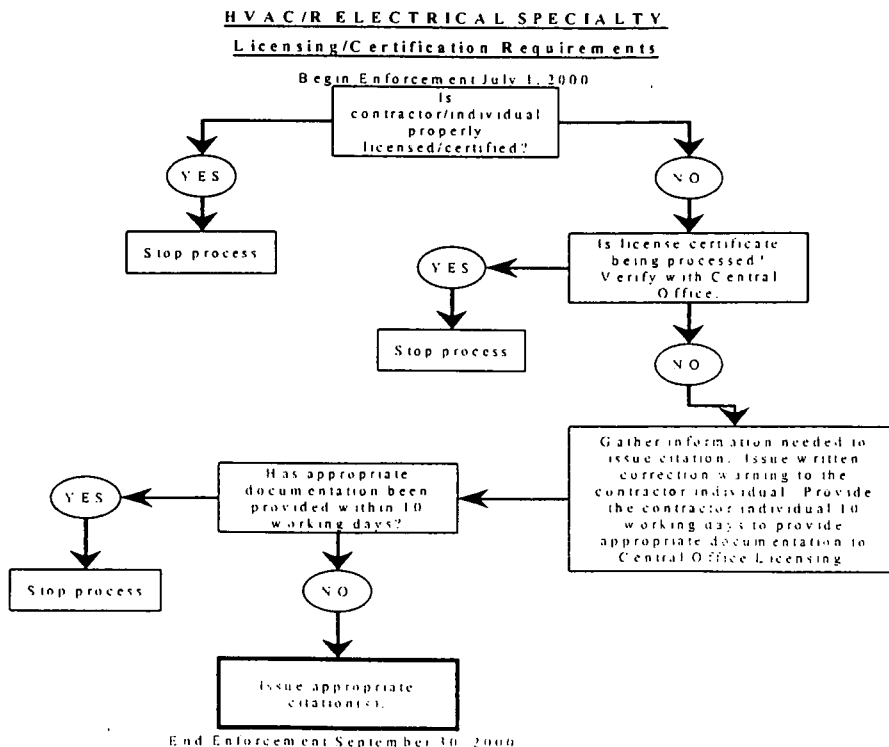 HVAC/R ELECTRICAL SPECIALTY
Licensing/Certification Requirements
Begin Enforcement July 1, 2000
Is
contractor/individual
properly
licensed/certified?
YES
NO
Stop process
Is license certificate
being processed?
Verify with Central
Office.
YES
Stop process
NO
Gather information needed to
issue citation. Issue written
correction warning to the
contractor individual. Provide
the contractor individual 10
working days to provide
appropriate documentation to
Central Office Licensing
Has appropriate
documentation been
provided within 10
working days?
YES
Stop process
NO
Issue appropriate
citation(s).
End Enforcement September 30, 2000